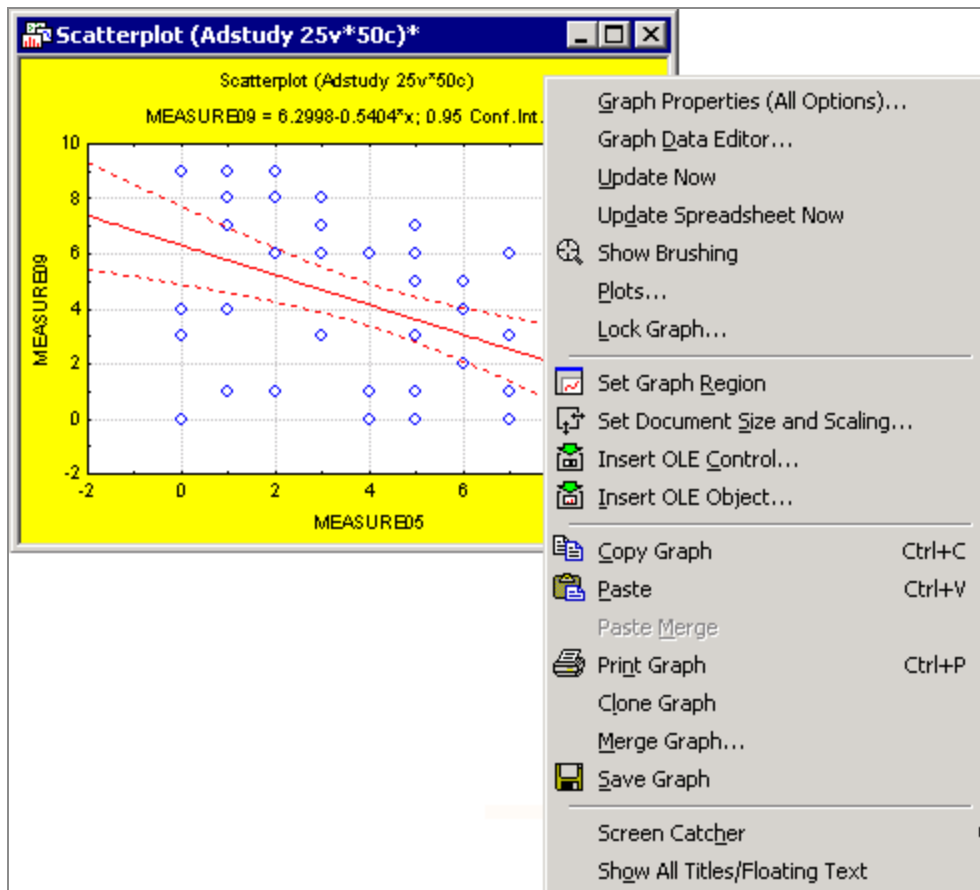 Scatterplot (Adstudy 25v*50c)*
Scatterplot (Adstudy 25v*50c)
MEASURE09 = 6.2998-0.5404*x; 0.95 Conf.Int.
10
8
6
4
2
0
-2
MEASURE09
-2 0 2 4 6
MEASURE05
Graph Properties (All Options)...
Graph Data Editor...
Update Now
Update Spreadsheet Now
Show Brushing
Plots...
Lock Graph...
Set Graph Region
Set Document Size and Scaling...
Insert OLE Control...
Insert OLE Object...
Copy Graph Ctrl+C
Paste Ctrl+V
Paste Merge
Print Graph Ctrl+P
Clone Graph
Merge Graph...
Save Graph
Screen Catcher
Show All Titles/Floating Text